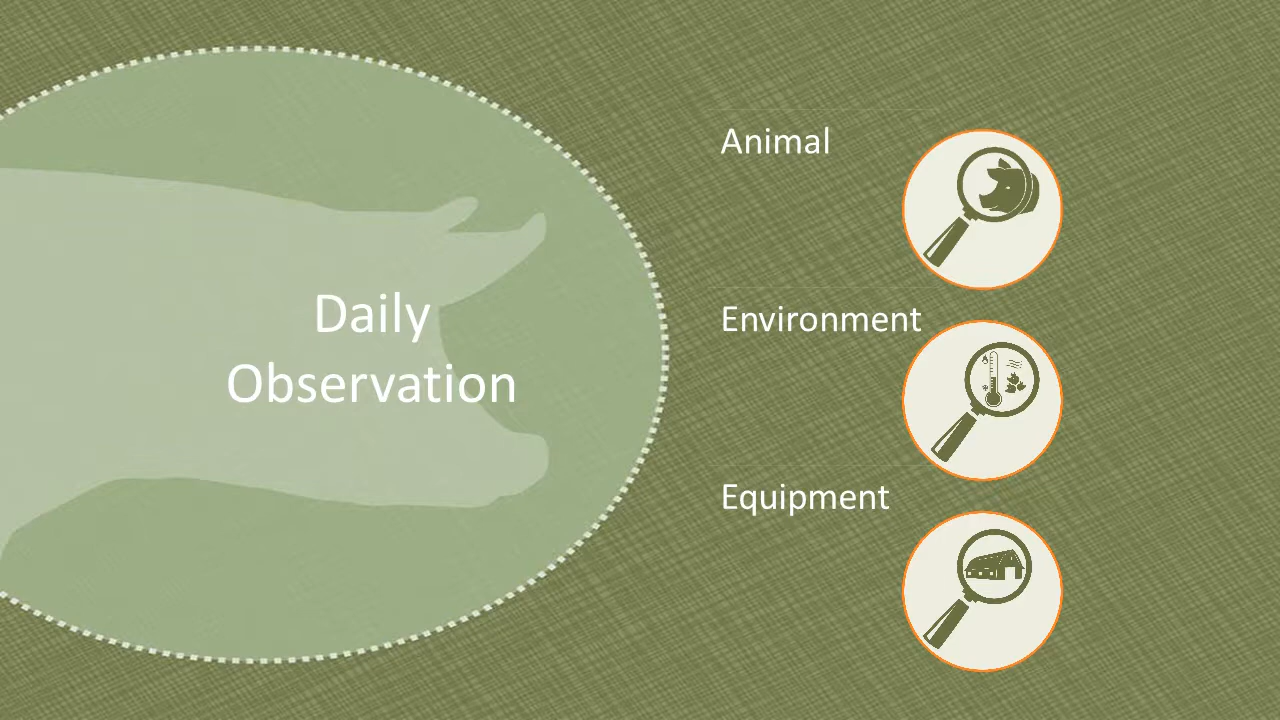 Daily
Observation
Animal
Environment
Equipment